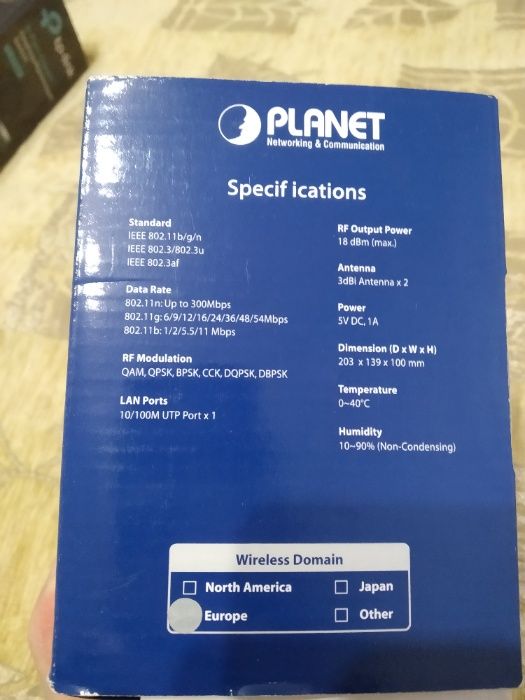 PLANET
Networking & Communication
Specifications
Standard
IEEE 802.11b/g/n
IEEE 802.3/802.3u
IEEE 802.3af
Data Rate
802.11n: Up to 300Mbps
802.11g: 6/9/12/16/24/36/48/54Mbps
802.11b: 1/2/5.5/11 Mbps
RF Modulation
QAM, QPSK, BPSK, CCK, DQPSK, DBPSK
LAN Ports
10/100M UTP Port x 1
RF Output Power
18 dBm (max.)
Antenna
3dBi Antenna x 2
Power
5V DC, 1A
Dimension (D x W x H)
203 x 139 x 100 mm
Temperature
0~40°C
Humidity
10~90% (Non-Condensing)
Wireless Domain
North America
Japan
Europe
Other